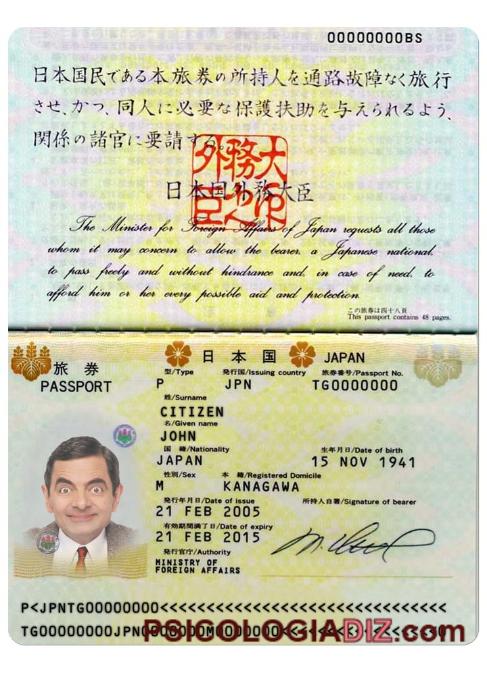 00000000BS
日本国民である本旅券の所持人を通路故障なく旅行
させ、かつ、同人に必要な保護扶助を与えられるよう、
関係の諸官に要請する。
日本国外務大臣
The Minister for Foreign Affairs of Japan requests all those
whom it may concern to allow the bearer, a Japanese national,
to pass freely and without hindrance and, in case of need, to
afford him or her every possible aid and protection.
この旅券は四十八頁
This passport contains 48 pages.
旅券 日本国 JAPAN
PASSPORT
型/Type 発行国/Issuing country 旅券番号/Passport No.
P JPN TG0000000
姓/Surname
CITIZEN
名/Given name
JOHN
国 籍/Nationality 生年月日/Date of birth
JAPAN 15 NOV 1941
性別/Sex 本 籍/Registered Domicile
M KANAGAWA
発行年月日/Date of issue 所持人自署/Signature of bearer
21 FEB 2005
有効期間満了日/Date of expiry
21 FEB 2015
発行官庁/Authority
MINISTRY OF
FOREIGN AFFAIRS
P<JPNTG00000000<<<<<<<<<<<<<<<<<<<<<<<<<<<<<<<
TG00000000JPN
PSICOLOGIADIZ.com